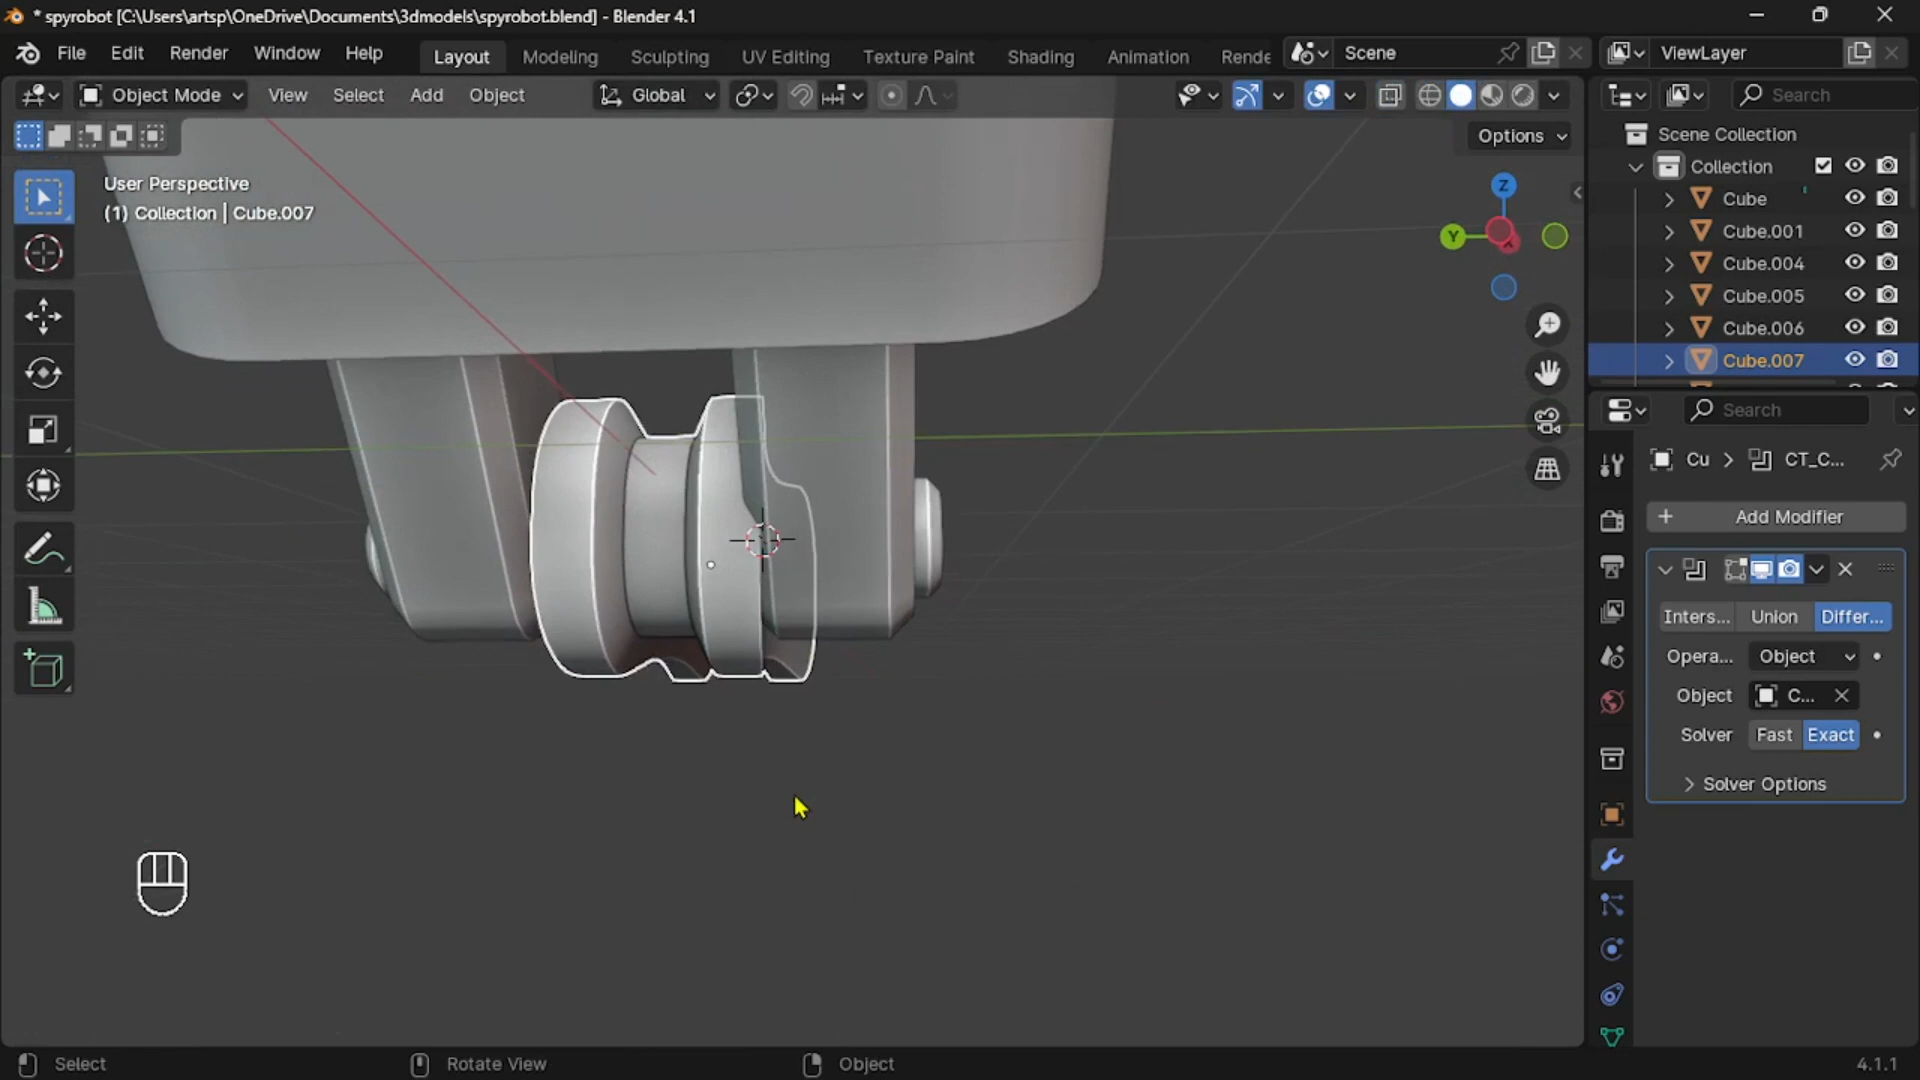 * spyrobot [C:\Users\artsp\OneDrive\Documents\3dmodels\spyrobot.blend] - Blender 4.1
File Edit Render Window Help Layout Modeling Sculpting UV Editing Texture Paint Shading Animation Rende Scene ViewLayer
Object Mode View Select Add Object Global Search
Options
User Perspective
(1) Collection | Cube.007
Z
Y
Scene Collection
Collection
Cube
Cube.001
Cube.004
Cube.005
Cube.006
Cube.007
Search
Cu > CT_C...
+ Add Modifier
Inters... Union Differ...
Opera... Object
Object C...
Solver Fast Exact
Solver Options
Select Rotate View Object 4.1.1